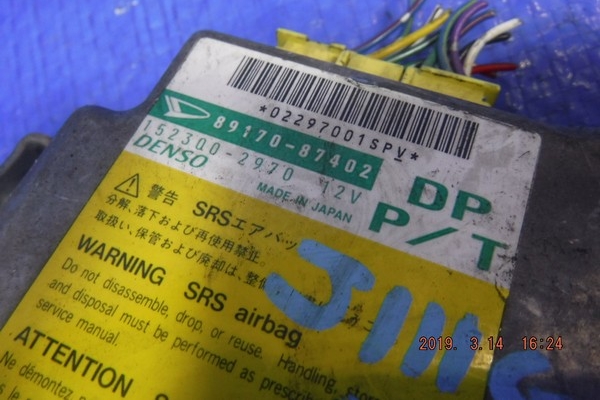 *02297001SPV*
89170-87402
152300-2970 12V
DENSO
MADE IN JAPAN
DP
P/T
警告 SRSエアバッ
分解、落下および再使用禁止。
取扱い、保管および廃却は、整備
WARNING SRS airbag
Do not disassemble, drop, or reuse. Handling,
and disposal must be performed as
service manual.
ATTENTION
Ne démontez
J111
2019. 3.14 16:24